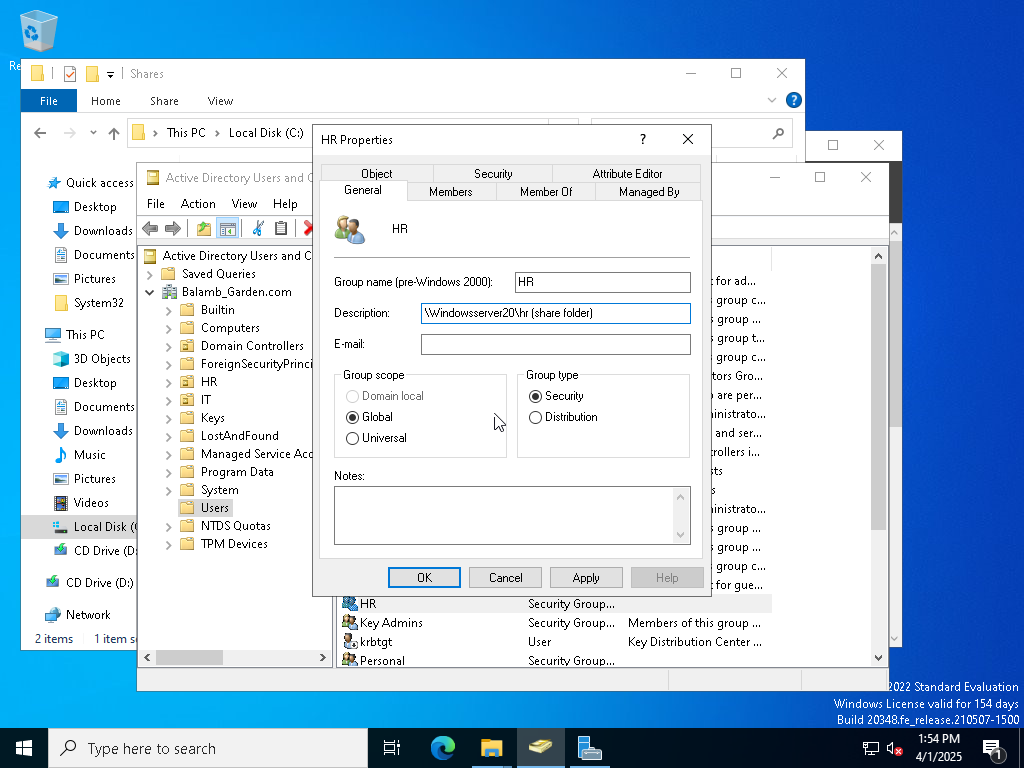 Re
Shares
File
Home
Share
View
This PC
Local Disk (C:)
Quick access
Desktop
Downloads
Documents
Pictures
System32
This PC
3D Objects
Desktop
Documents
Downloads
Music
Pictures
Videos
Local Disk (
CD Drive (D:
CD Drive (D:)
Network
2 items
1 item s
Active Directory Users and C
File
Action
View
Help
Active Directory Users and C
Saved Queries
Balamb_Garden.com
Builtin
Computers
Domain Controllers
ForeignSecurityPrinci
HR
IT
Keys
LostAndFound
Managed Service Acc
Program Data
System
Users
NTDS Quotas
TPM Devices
HR Properties
?
Object
Security
Attribute Editor
General
Members
Member Of
Managed By
HR
Group name (pre-Windows 2000):
HR
Description:
\Windowsserver20\hr (share folder)
E-mail:
Group scope
Domain local
Global
Universal
Group type
Security
Distribution
Notes:
OK
Cancel
Apply
Help
t for ad...
s group c...
s group ...
s group t...
s group c...
tors Gro...
o are per...
ministrato...
and ser...
trollers i...
sts
s
ministrato...
s group ...
s group ...
s group c...
t for gue...
HR
Security Group...
Key Admins
Security Group...
Members of this group ...
krbtgt
User
Key Distribution Center ...
Personal
Security Group...
2022 Standard Evaluation
Windows License valid for 154 days
Build 20348.fe_release.210507-1500
Type here to search
1:54 PM
4/1/2025
1